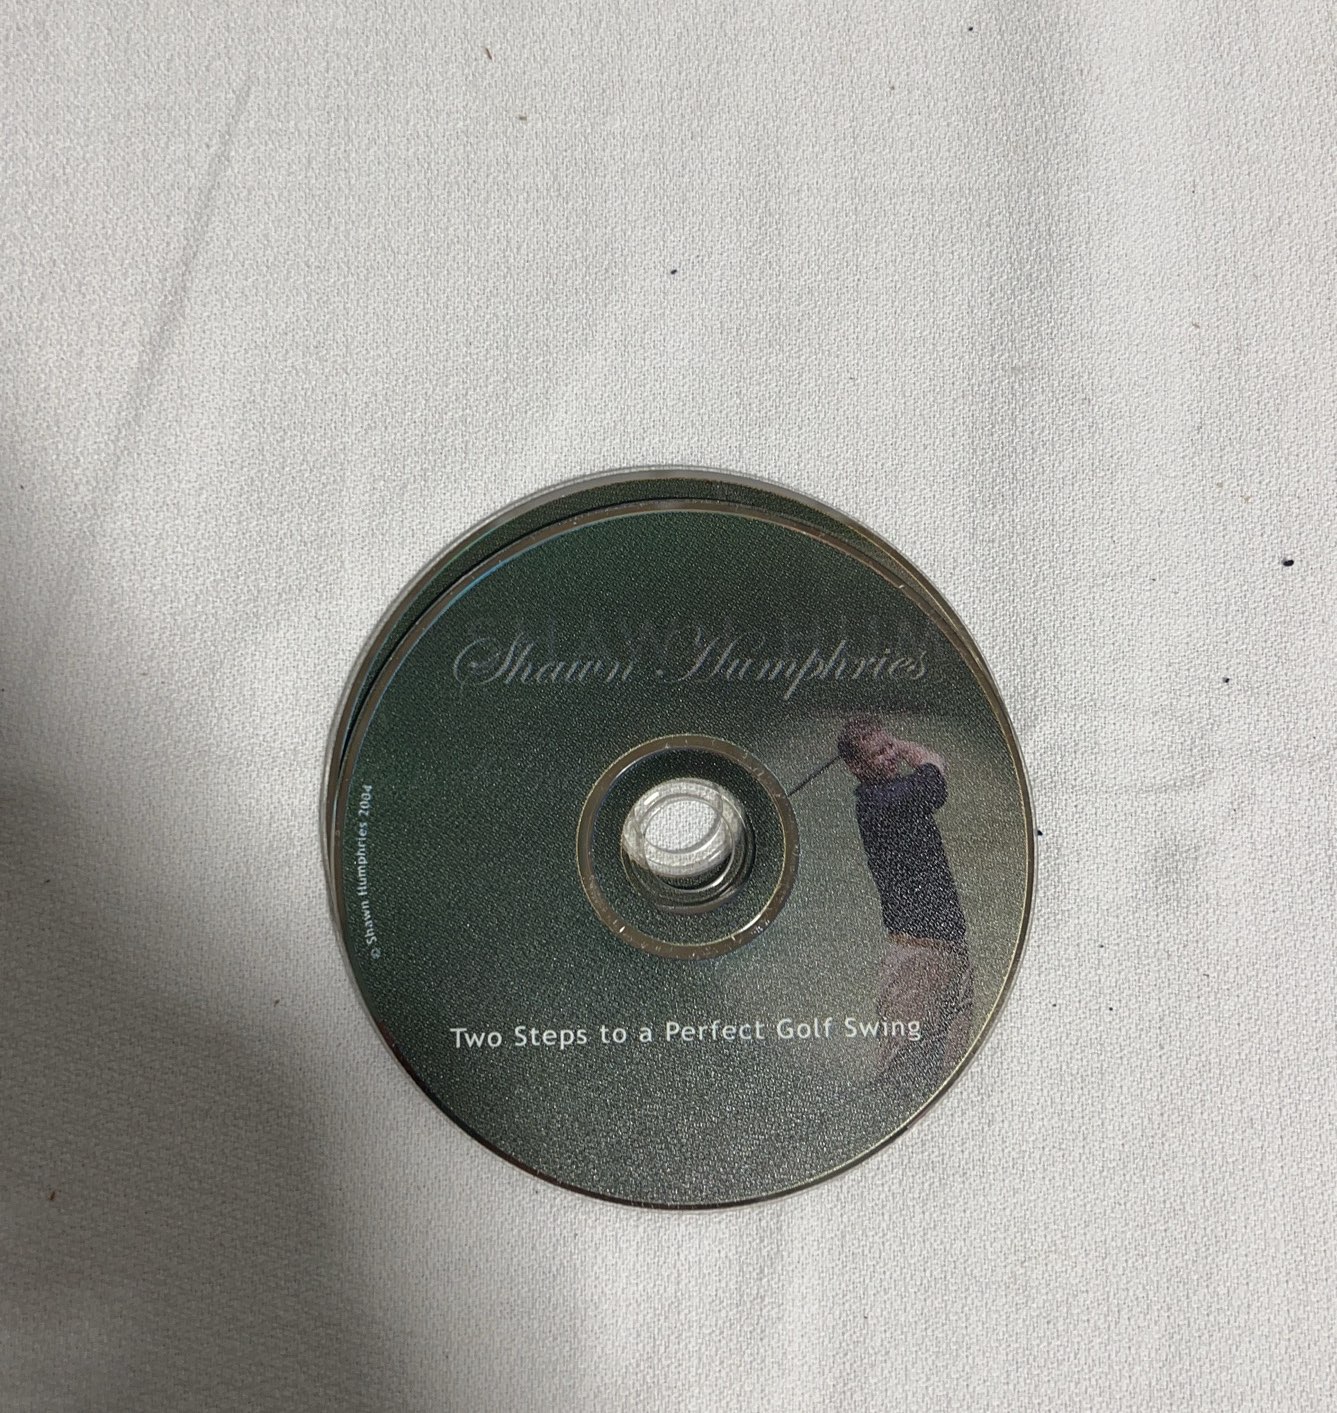 Shawn Humphries
© Shawn Humphries 2004
Two Steps to a Perfect Golf Swing